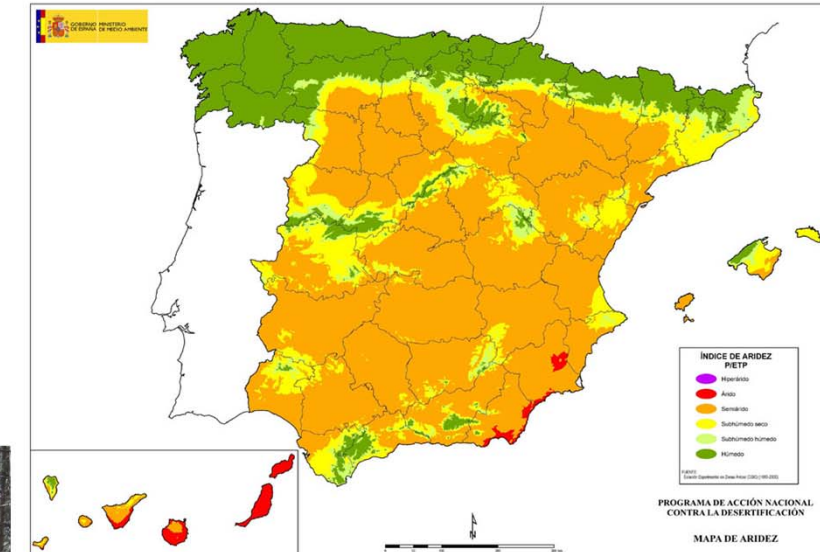 GOBIERNO MINISTERIO
DE ESPAÑA DE MEDIO AMBIENTE
ÍNDICE DE ARIDEZ
P/ETP
Hiperárido
Árido
Semiárido
Subhúmedo seco
Subhúmedo húmedo
Húmedo
PROGRAMA DE ACCIÓN NACIONAL
CONTRA LA DESERTIFICACIÓN
MAPA DE ARIDEZ